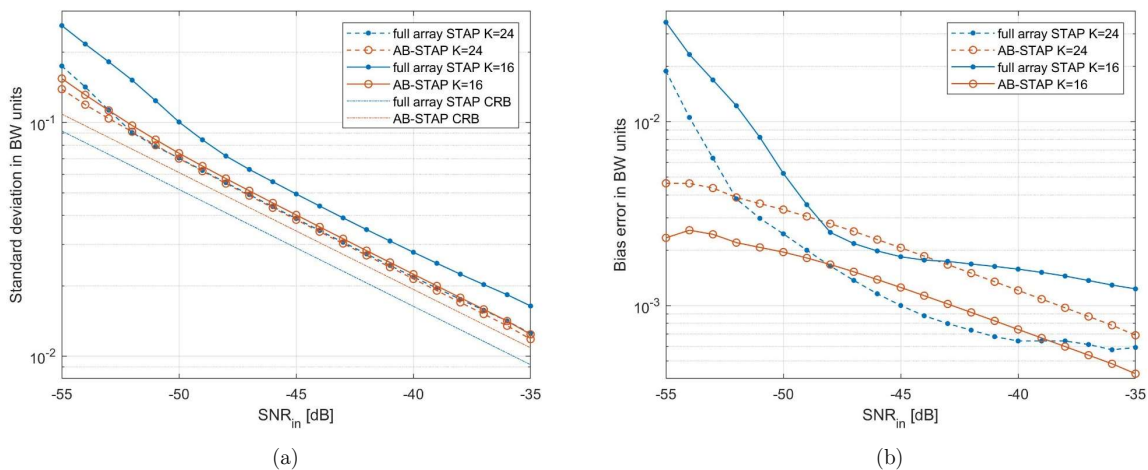 full array STAP K=24
AB-STAP K=24
full array STAP K=16
AB-STAP K=16
full array STAP CRB
AB-STAP CRB
10^-1
10^-2
Standard deviation in BW units
-55
-50
-45
-40
-35
SNR_in [dB]
(a)
full array STAP K=24
AB-STAP K=24
full array STAP K=16
AB-STAP K=16
10^-2
10^-3
Bias error in BW units
-55
-50
-45
-40
-35
SNR_in [dB]
(b)